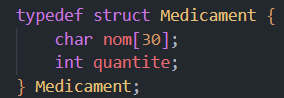 typedef struct Medicament {
    char nom[30];
    int quantite;
} Medicament;